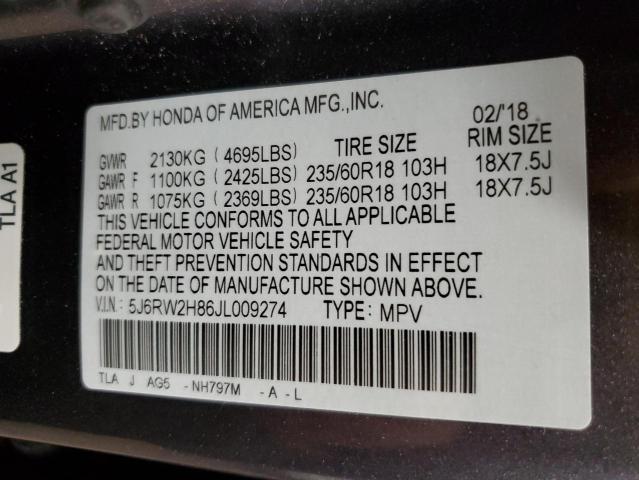 MFD.BY HONDA OF AMERICA MFG.,INC. 02/'18
TIRE SIZE RIM SIZE
GVWR 2130KG (4695LBS)
GAWR F 1100KG (2425LBS) 235/60R18 103H 18X7.5J
GAWR R 1075KG (2369LBS) 235/60R18 103H 18X7.5J
THIS VEHICLE CONFORMS TO ALL APPLICABLE
FEDERAL MOTOR VEHICLE SAFETY
AND THEFT PREVENTION STANDARDS IN EFFECT
ON THE DATE OF MANUFACTURE SHOWN ABOVE.
V.I.N.: 5J6RW2H86JL009274 TYPE: MPV
TLA J AG5 -NH797M -A-L
TLA A1